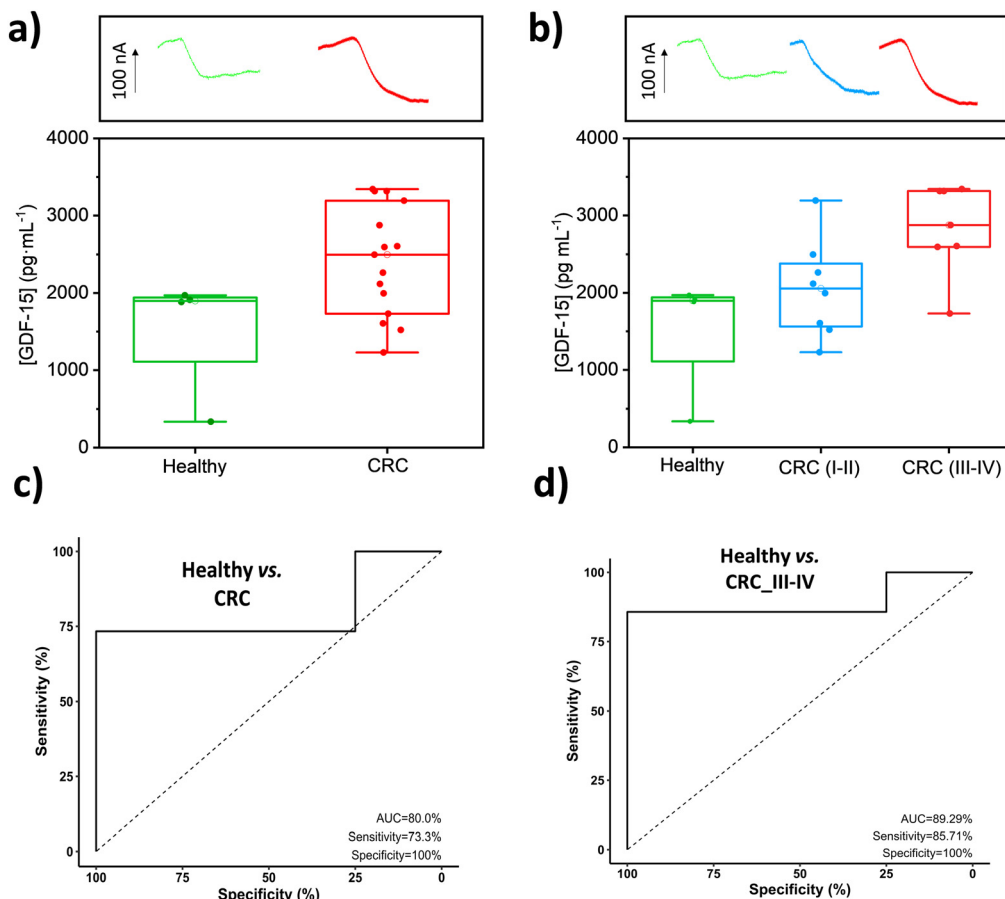 a)
100 nA
[GDF-15] (pg·mL⁻¹)
4000
3000
2000
1000
0
Healthy
CRC
b)
100 nA
[GDF-15] (pg mL⁻¹)
4000
3000
2000
1000
0
Healthy
CRC (I-II)
CRC (III-IV)
c)
Healthy vs.
CRC
Sensitivity (%)
100
75
50
25
0
AUC=80.0%
Sensitivity=73.3%
Specificity=100%
100
75
50
25
0
Specificity (%)
d)
Healthy vs.
CRC_III-IV
Sensitivity (%)
100
75
50
25
0
AUC=89.29%
Sensitivity=85.71%
Specificity=100%
100
75
50
25
0
Specificity (%)